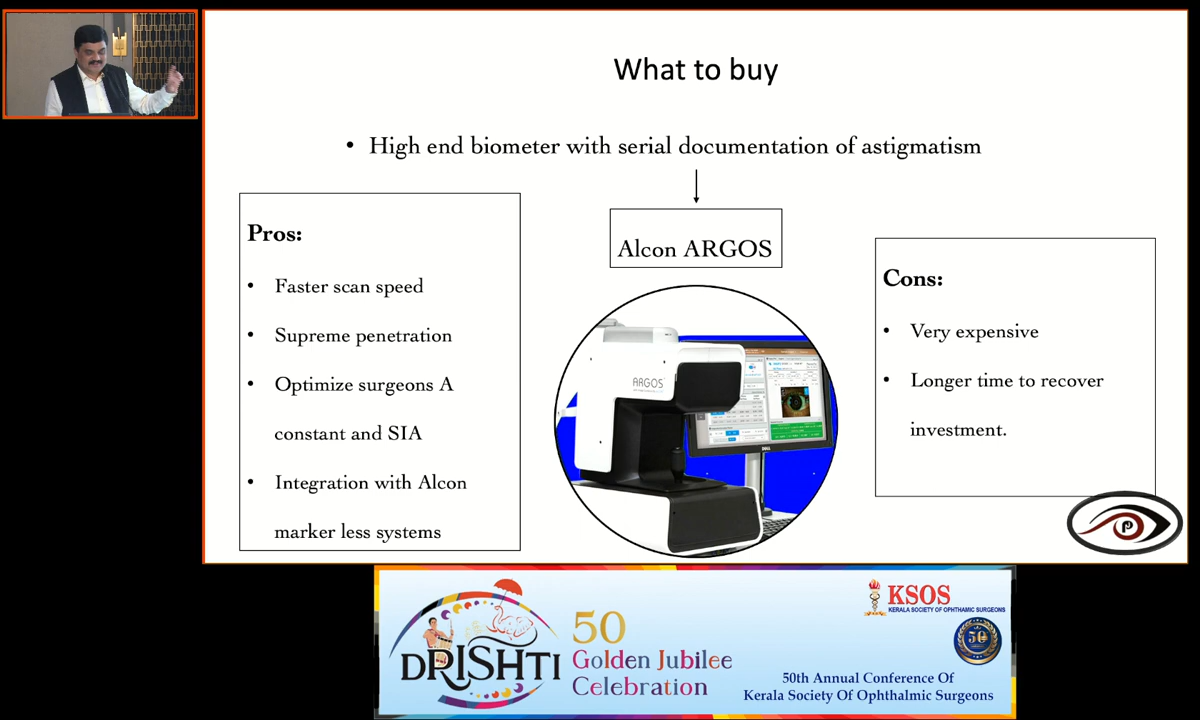 What to buy
• High end biometer with serial documentation of astigmatism
Alcon ARGOS
Pros:
• Faster scan speed
• Supreme penetration
• Optimize surgeons A
constant and SIA
• Integration with Alcon
marker less systems
ARGOS
DELL
Cons:
• Very expensive
• Longer time to recover
investment.
DRISHTI
50
Golden Jubilee
Celebration
KSOS
KERALA SOCIETY OF OPHTHAMIC SURGEONS
50
50th Annual Conference Of
Kerala Society Of Ophthalmic Surgeons